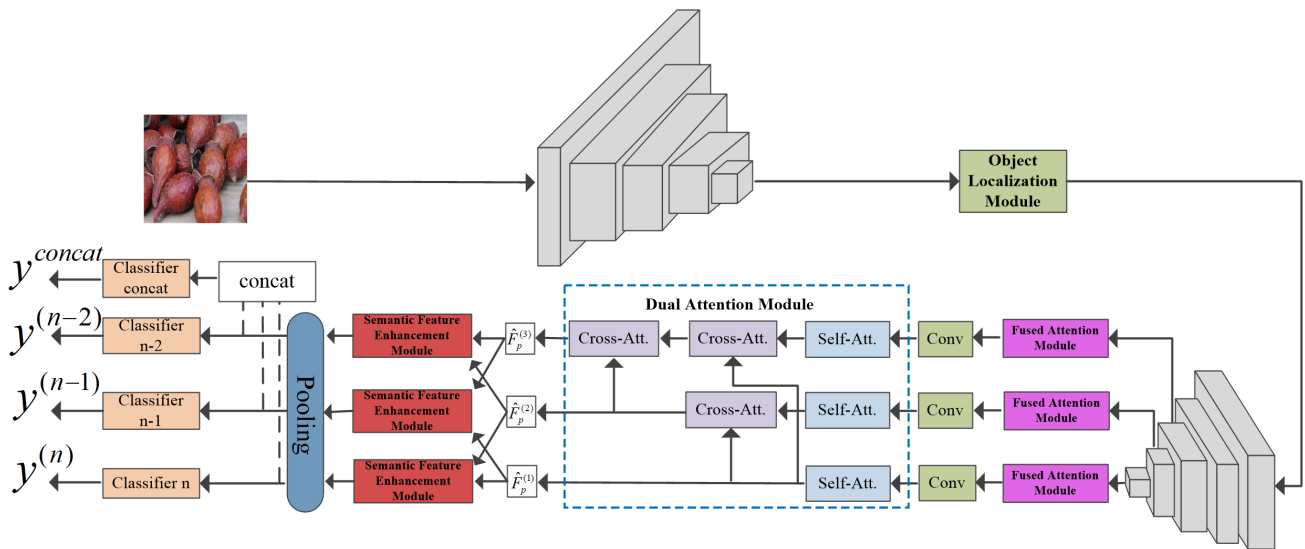 Object
Localization
Module
y^{concat}
Classifier
concat
concat
Dual Attention Module
y^{(n-2)}
Classifier
n-2
Pooling
Semantic Feature
Enhancement
Module
\hat{F}_p^{(3)}
Cross-Att.
Cross-Att.
Self-Att.
Conv
Fused Attention
Module
y^{(n-1)}
Classifier
n-1
Semantic Feature
Enhancement
Module
\hat{F}_p^{(2)}
Cross-Att.
Self-Att.
Conv
Fused Attention
Module
y^{(n)}
Classifier n
Semantic Feature
Enhancement
Module
\hat{F}_p^{(1)}
Self-Att.
Conv
Fused Attention
Module